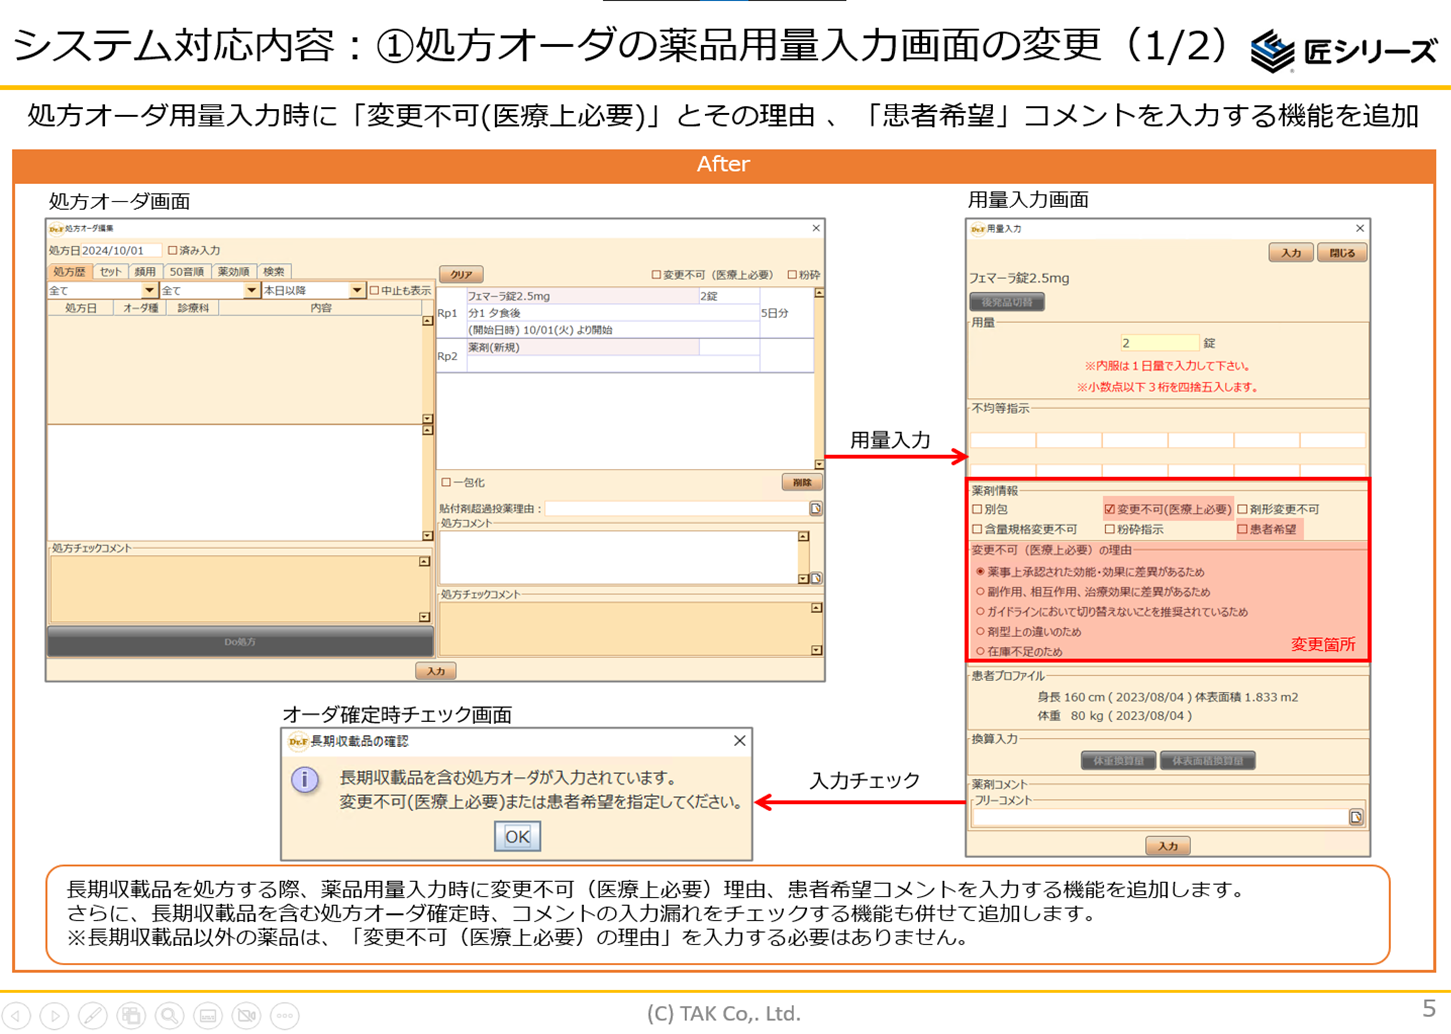 システム対応内容：①処方オーダの薬品用量入力画面の変更（1/2）
匠シリーズ
処方オーダ用量入力時に「変更不可(医療上必要)」とその理由 、「患者希望」コメントを入力する機能を追加
After
処方オーダ画面
Dr.F 処方オーダ編集
処方日 2024/10/01 済み入力
処方歴 セット 頻用 50音順 薬効順 検索
全て 全て 本日以降 中止も表示
処方日 オーダ種 診療科 内容
処方チェックコメント
Do処方
クリア 変更不可（医療上必要） 粉砕
Rp1 フェマーラ錠2.5mg 2錠
分1 夕食後 5日分
(開始日時) 10/01(火) より開始
Rp2 薬剤(新規)
一包化 削除
貼付剤超過投薬理由：
処方コメント
処方チェックコメント
入力
用量入力
用量入力画面
Dr.F 用量入力
入力 閉じる
フェマーラ錠2.5mg
後発品切替
用量
2 錠
※内服は１日量で入力して下さい。
※小数点以下３桁を四捨五入します。
不均等指示
薬剤情報
別包 変更不可(医療上必要) 剤形変更不可
含量規格変更不可 粉砕指示 患者希望
変更不可（医療上必要）の理由
薬事上承認された効能・効果に差異があるため
副作用、相互作用、治療効果に差異があるため
ガイドラインにおいて切り替えないことを推奨されているため
剤型上の違いのため
在庫不足のため
変更箇所
患者プロファイル
身長 160 cm ( 2023/08/04 ) 体表面積 1.833 m2
体重 80 kg ( 2023/08/04 )
換算入力
体重換算量 体表面積換算量
薬剤コメント
フリーコメント
入力
入力チェック
オーダ確定時チェック画面
Dr.F 長期収載品の確認
長期収載品を含む処方オーダが入力されています。
変更不可(医療上必要)または患者希望を指定してください。
OK
長期収載品を処方する際、薬品用量入力時に変更不可（医療上必要）理由、患者希望コメントを入力する機能を追加します。
さらに、長期収載品を含む処方オーダ確定時、コメントの入力漏れをチェックする機能も併せて追加します。
※長期収載品以外の薬品は、「変更不可（医療上必要）の理由」を入力する必要はありません。
(C) TAK Co,. Ltd.
5